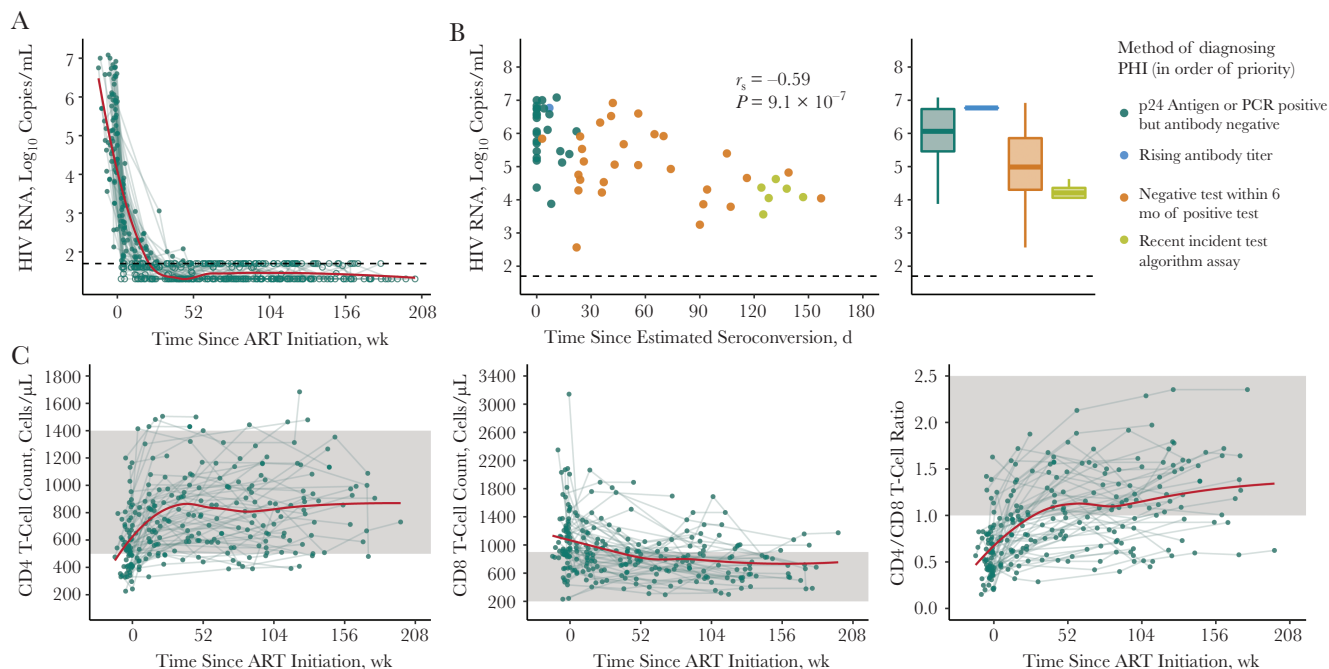 A
HIV RNA, Log10 Copies/mL
7
6
5
4
3
2
0 52 104 156 208
Time Since ART Initiation, wk
B
HIV RNA, Log10 Copies/mL
8
7
6
5
4
3
2
rs = –0.59
P = 9.1 × 10–7
0 30 60 90 120 150 180
Time Since Estimated Seroconversion, d
8
7
6
5
4
3
2
Method of diagnosing
PHI (in order of priority)
p24 Antigen or PCR positive
but antibody negative
Rising antibody titer
Negative test within 6
mo of positive test
Recent incident test
algorithm assay
C
CD4 T-Cell Count, Cells/μL
1800
1600
1400
1200
1000
800
600
400
200
0 52 104 156 208
Time Since ART Initiation, wk
CD8 T-Cell Count, Cells/μL
3400
3000
2600
2200
1800
1400
1000
600
200
0 52 104 156 208
Time Since ART Initiation, wk
CD4/CD8 T-Cell Ratio
2.5
2.0
1.5
1.0
0.5
0.0
0 52 104 156 208
Time Since ART Initiation, wk